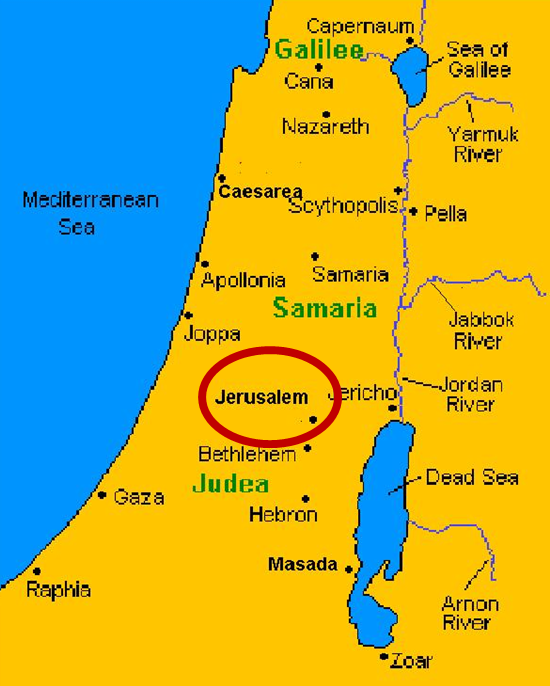 Capernaum
Galilee
Sea of
Galilee
Cana
Nazareth
Yarmuk
River
Mediterranean
Sea
Caesarea
Scythopolis
Pella
Apollonia
Samaria
Samaria
Joppa
Jabbok
River
Jerusalem
Jericho
Jordan
River
Bethlehem
Judea
Dead Sea
Gaza
Hebron
Masada
Raphia
Arnon
River
Zoar